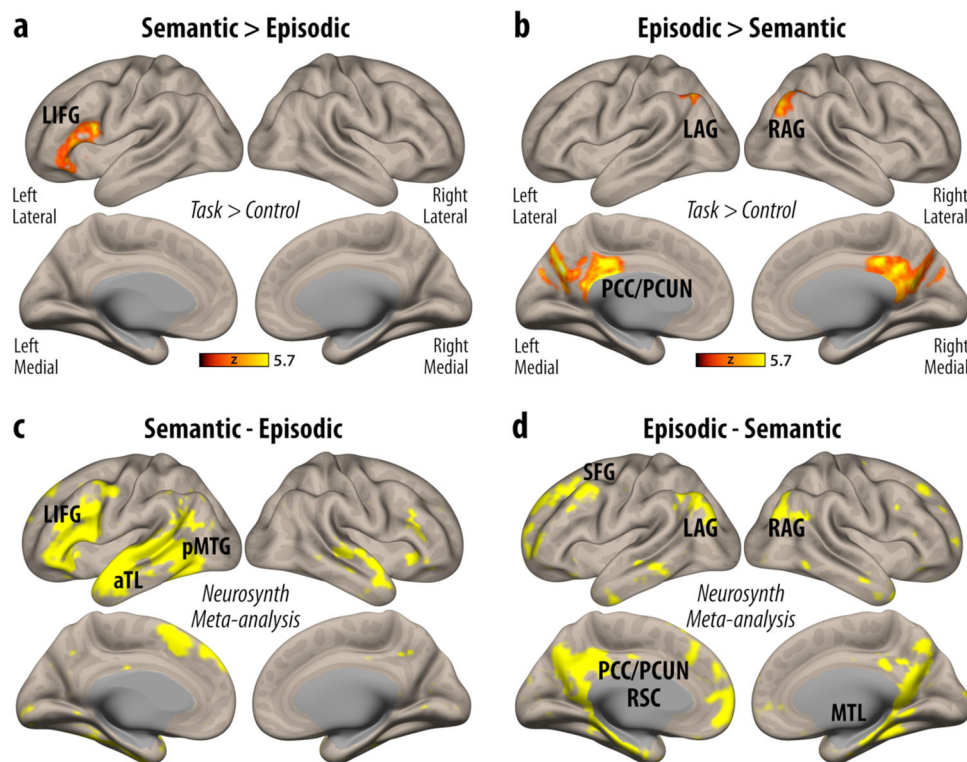 a
Semantic > Episodic
LIFG
Left
Lateral
Task > Control
Right
Lateral
Left
Medial
z 5.7
Right
Medial
b
Episodic > Semantic
LAG
RAG
Left
Lateral
Task > Control
Right
Lateral
PCC/PCUN
Left
Medial
z 5.7
Right
Medial
c
Semantic - Episodic
LIFG
pMTG
aTL
Neurosynth
Meta-analysis
d
Episodic - Semantic
SFG
LAG
RAG
Neurosynth
Meta-analysis
PCC/PCUN
RSC
MTL